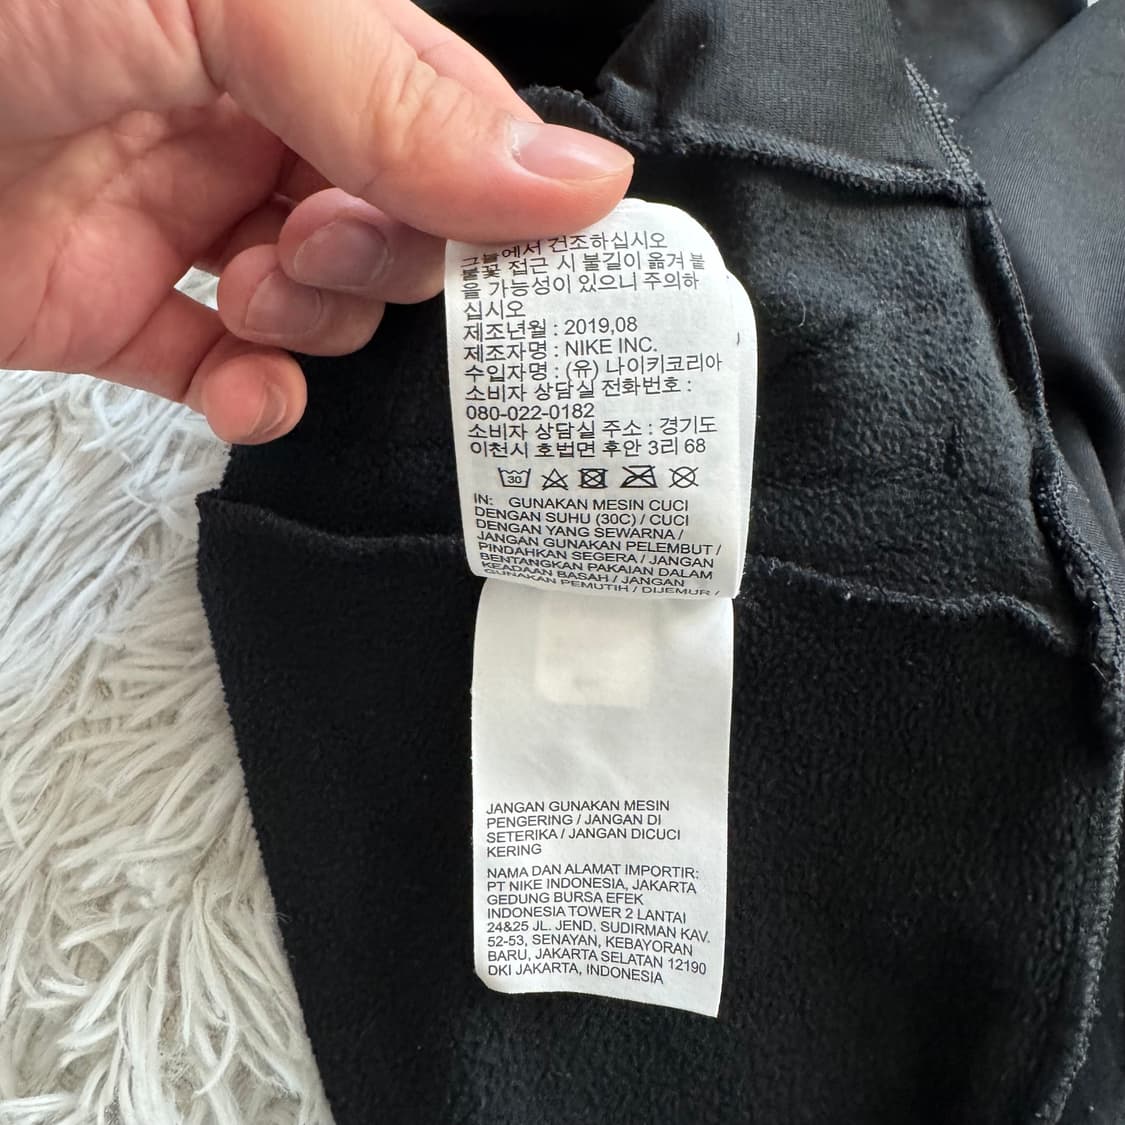 그늘에서 건조하십시오
불꽃 접근 시 불길이 옮겨 붙
을 가능성이 있으니 주의하
십시오
제조년월 : 2019,08
제조자명 : NIKE INC.
수입자명 : (유) 나이키코리아
소비자 상담실 전화번호 :
080-022-0182
소비자 상담실 주소 : 경기도
이천시 호법면 후안 3리 68
30
IN: GUNAKAN MESIN CUCI
DENGAN SUHU (30C) / CUCI
DENGAN YANG SEWARNA /
JANGAN GUNAKAN PELEMBUT /
PINDAHKAN SEGERA / JANGAN
BENTANGKAN PAKAIAN DALAM
KEADAAN BASAH / JANGAN
GUNAKAN PEMUTIH / DIJEMUR /
JANGAN GUNAKAN MESIN
PENGERING / JANGAN DI
SETERIKA / JANGAN DICUCI
KERING
NAMA DAN ALAMAT IMPORTIR:
PT NIKE INDONESIA, JAKARTA
GEDUNG BURSA EFEK
INDONESIA TOWER 2 LANTAI
24&25 JL. JEND. SUDIRMAN KAV.
52-53, SENAYAN, KEBAYORAN
BARU, JAKARTA SELATAN 12190
DKI JAKARTA, INDONESIA